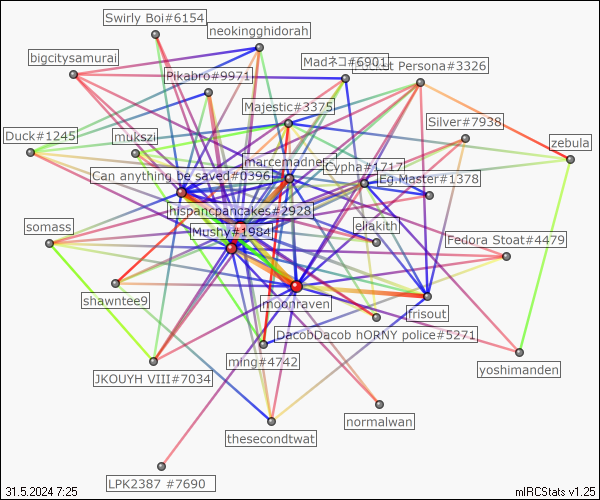 Swirly Boi#6154
neokingghidorah
bigcitysamurai
Madネコ#6901
Persona#3326
Pikabro#9971
Majestic#3375
Silver#7938
Duck#1245
mukszi
zebula
marcemadne
Cypha#1717
Can anything be saved#0396
Eg.Master#1378
hispancpancakes#2928
somass
Mushy#1984
eliakith
Fedora Stoat#4479
shawntee9
moonraven
frisout
DacobDacob hORNY police#5271
ming#4742
yoshimanden
JKOUYH VIII#7034
normalwan
thesecondtwat
LPK2387 #7690
31.5.2024 7:25
mIRCStats v1.25